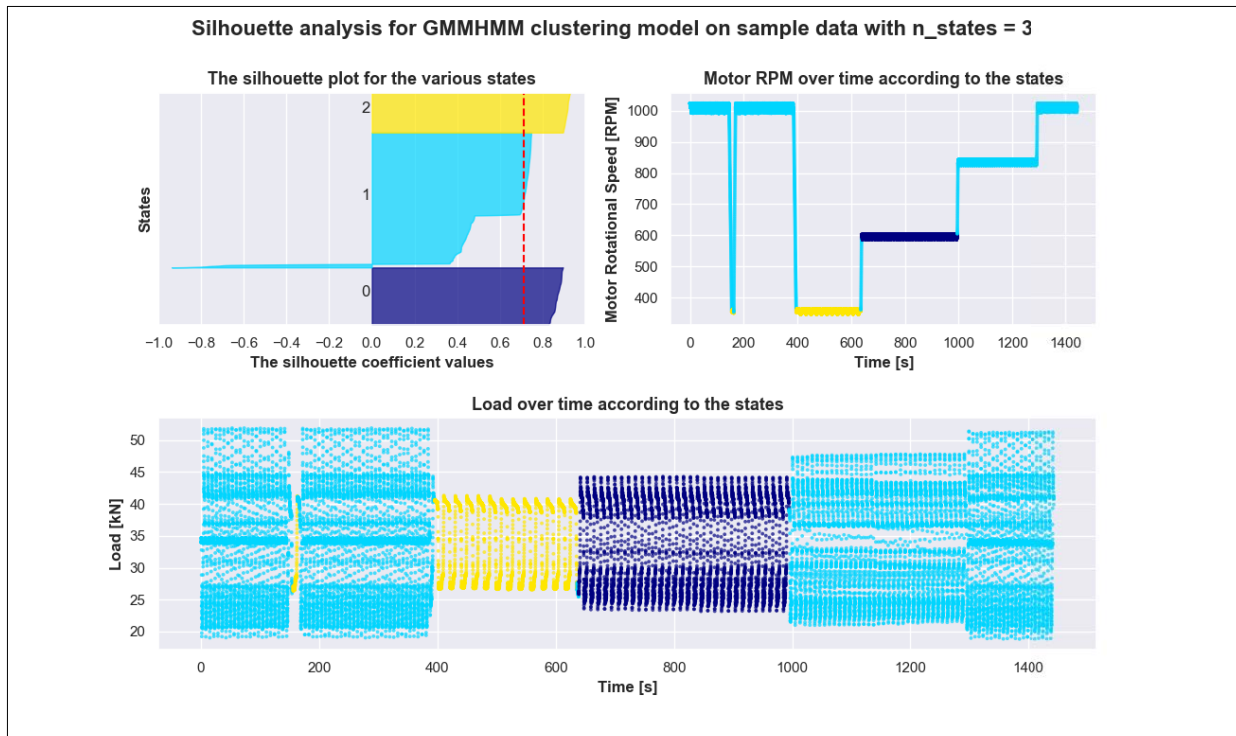 Silhouette analysis for GMMHMM clustering model on sample data with n_states = 3
The silhouette plot for the various states
States
2
1
0
−1.0 −0.8 −0.6 −0.4 −0.2 0.0 0.2 0.4 0.6 0.8 1.0
The silhouette coefficient values
Motor RPM over time according to the states
Motor Rotational Speed [RPM]
1000
900
800
700
600
500
400
0 200 400 600 800 1000 1200 1400
Time [s]
Load over time according to the states
Load [kN]
50
45
40
35
30
25
20
0 200 400 600 800 1000 1200 1400
Time [s]